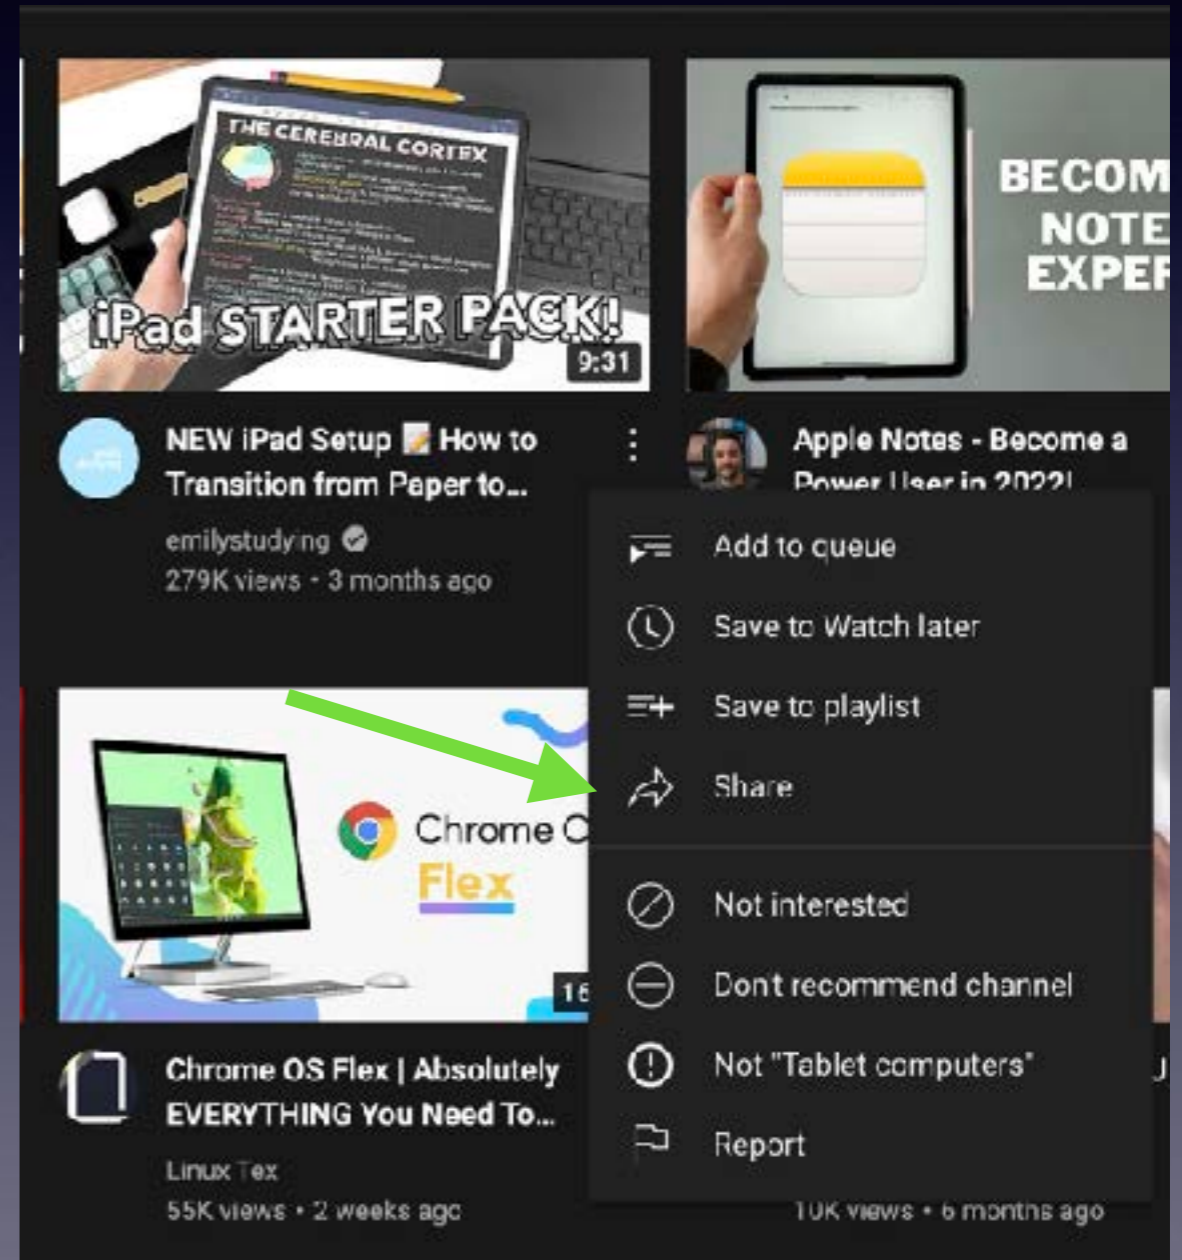 THE CEREBRAL CORTEX
iPad STARTER PACK!
9:31
BECOM
NOTE
EXPER
NEW iPad Setup 📝 How to
Transition from Paper to...
emilystudying
279K views • 3 months ago
Apple Notes - Become a
Power User in 2022!
Add to queue
Save to Watch later
Save to playlist
Share
Not interested
Don't recommend channel
Not "Tablet computers"
Report
Chrome O
Flex
16
Chrome OS Flex | Absolutely
EVERYTHING You Need To...
Linux Tex
55K views • 2 weeks ago
10K views • 6 months ago